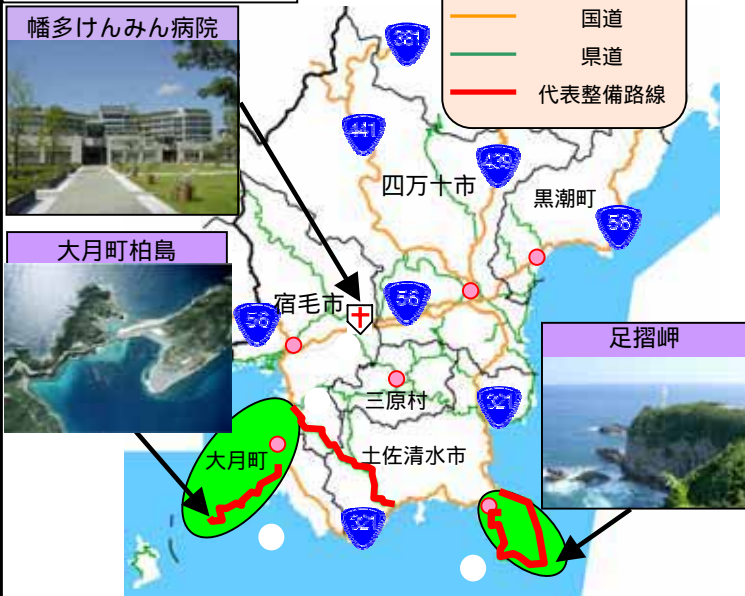 幡多けんみん病院
国道
県道
代表整備路線
381
441
439
四万十市
黒潮町
56
大月町柏島
宿毛市
56
56
足摺岬
三原村
321
大月町
土佐清水市
321